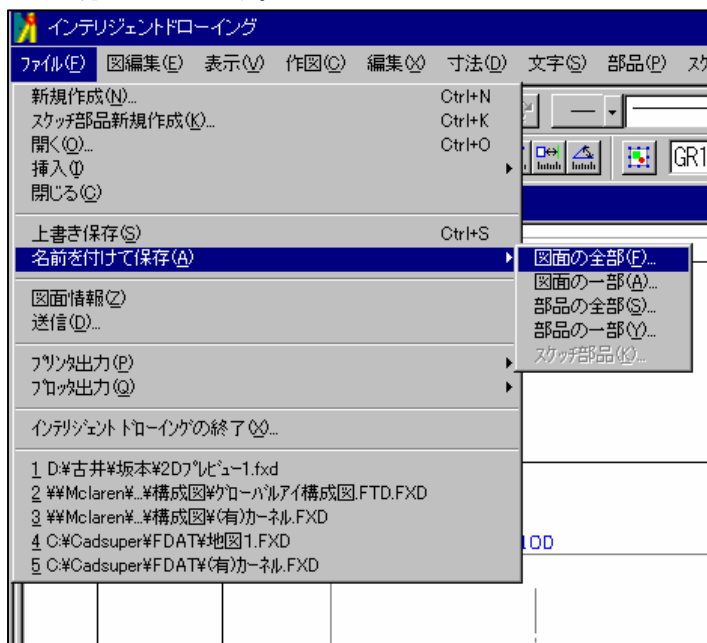 インテリジェントドローイング
ﾌｧｲﾙ(F) 図編集(E) 表示(V) 作図(C) 編集(X) 寸法(D) 文字(S) 部品(P)
新規作成(N)... Ctrl+N
ｽｹｯﾁ部品新規作成(K)... Ctrl+K
開く(O)... Ctrl+O
挿入(I)
閉じる(C)
GR1
上書き保存(S) Ctrl+S
名前を付けて保存(A)
図面の全部(F)...
図面の一部(A)...
部品の全部(S)...
部品の一部(Y)...
ｽｹｯﾁ部品(K)...
図面情報(Z)
送信(D)...
ﾌﾟﾘﾝﾀ出力(P)
ﾌﾟﾛｯﾀ出力(Q)
ｲﾝﾃﾘｼﾞｪﾝﾄ ﾄﾞﾛｰｲﾝｸﾞの終了(X)...
1 D:¥古井¥坂本¥2Dﾌﾟﾚﾋﾞｭｰ1.fxd
2 ¥¥Mclaren¥...¥構成図¥ｸﾞﾛｰﾊﾞﾙｱｲ構成図.FTD.FXD
3 ¥¥Mclaren¥...¥構成図¥(有)ｶｰﾈﾙ.FXD
4 C:¥Cadsuper¥FDAT¥地図1.FXD
5 C:¥Cadsuper¥FDAT¥(有)ｶｰﾈﾙ.FXD